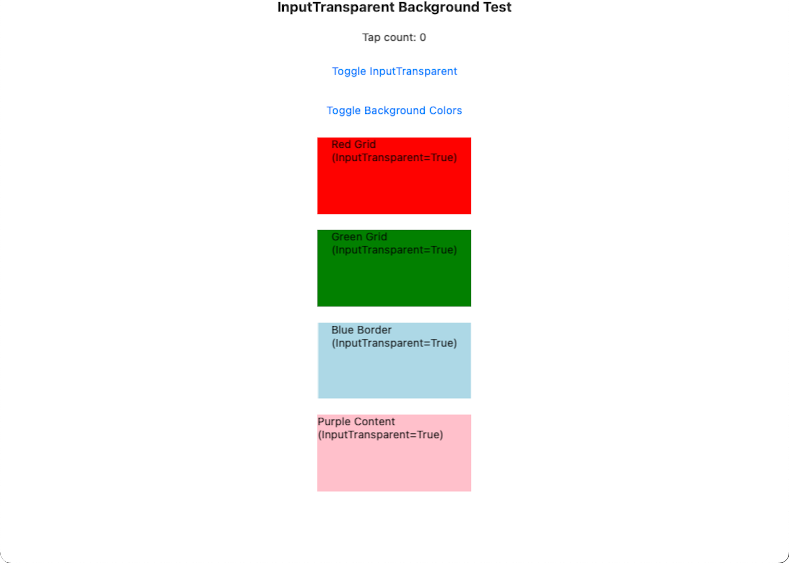 InputTransparent Background Test
Tap count: 0
Toggle InputTransparent
Toggle Background Colors
Red Grid
(InputTransparent=True)
Green Grid
(InputTransparent=True)
Blue Border
(InputTransparent=True)
Purple Content
(InputTransparent=True)